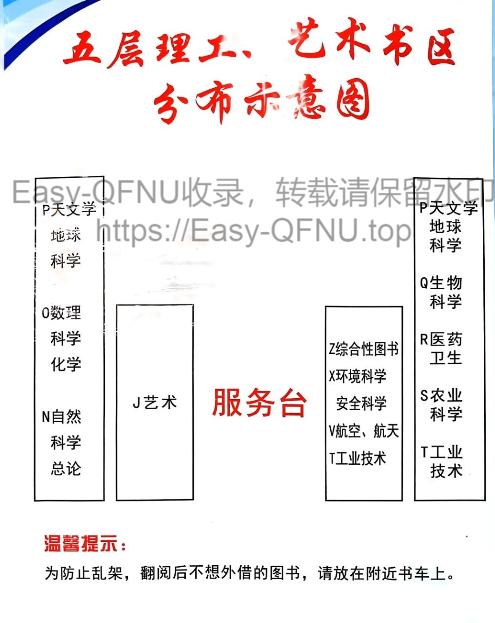 五层理工、艺术书区
分布示意图
Easy-QFNU收录，转载请保留水印
https://Easy-QFNU.top
P天文学
地球
科学
O数理
科学
化学
N自然
科学
总论
J艺术
服务台
Z综合性图书
X环境科学
安全科学
V航空、航天
T工业技术
P天文学
地球
科学
Q生物
科学
R医药
卫生
S农业
科学
T工业
技术
温馨提示：
为防止乱架，翻阅后不想外借的图书，请放在附近书车上。